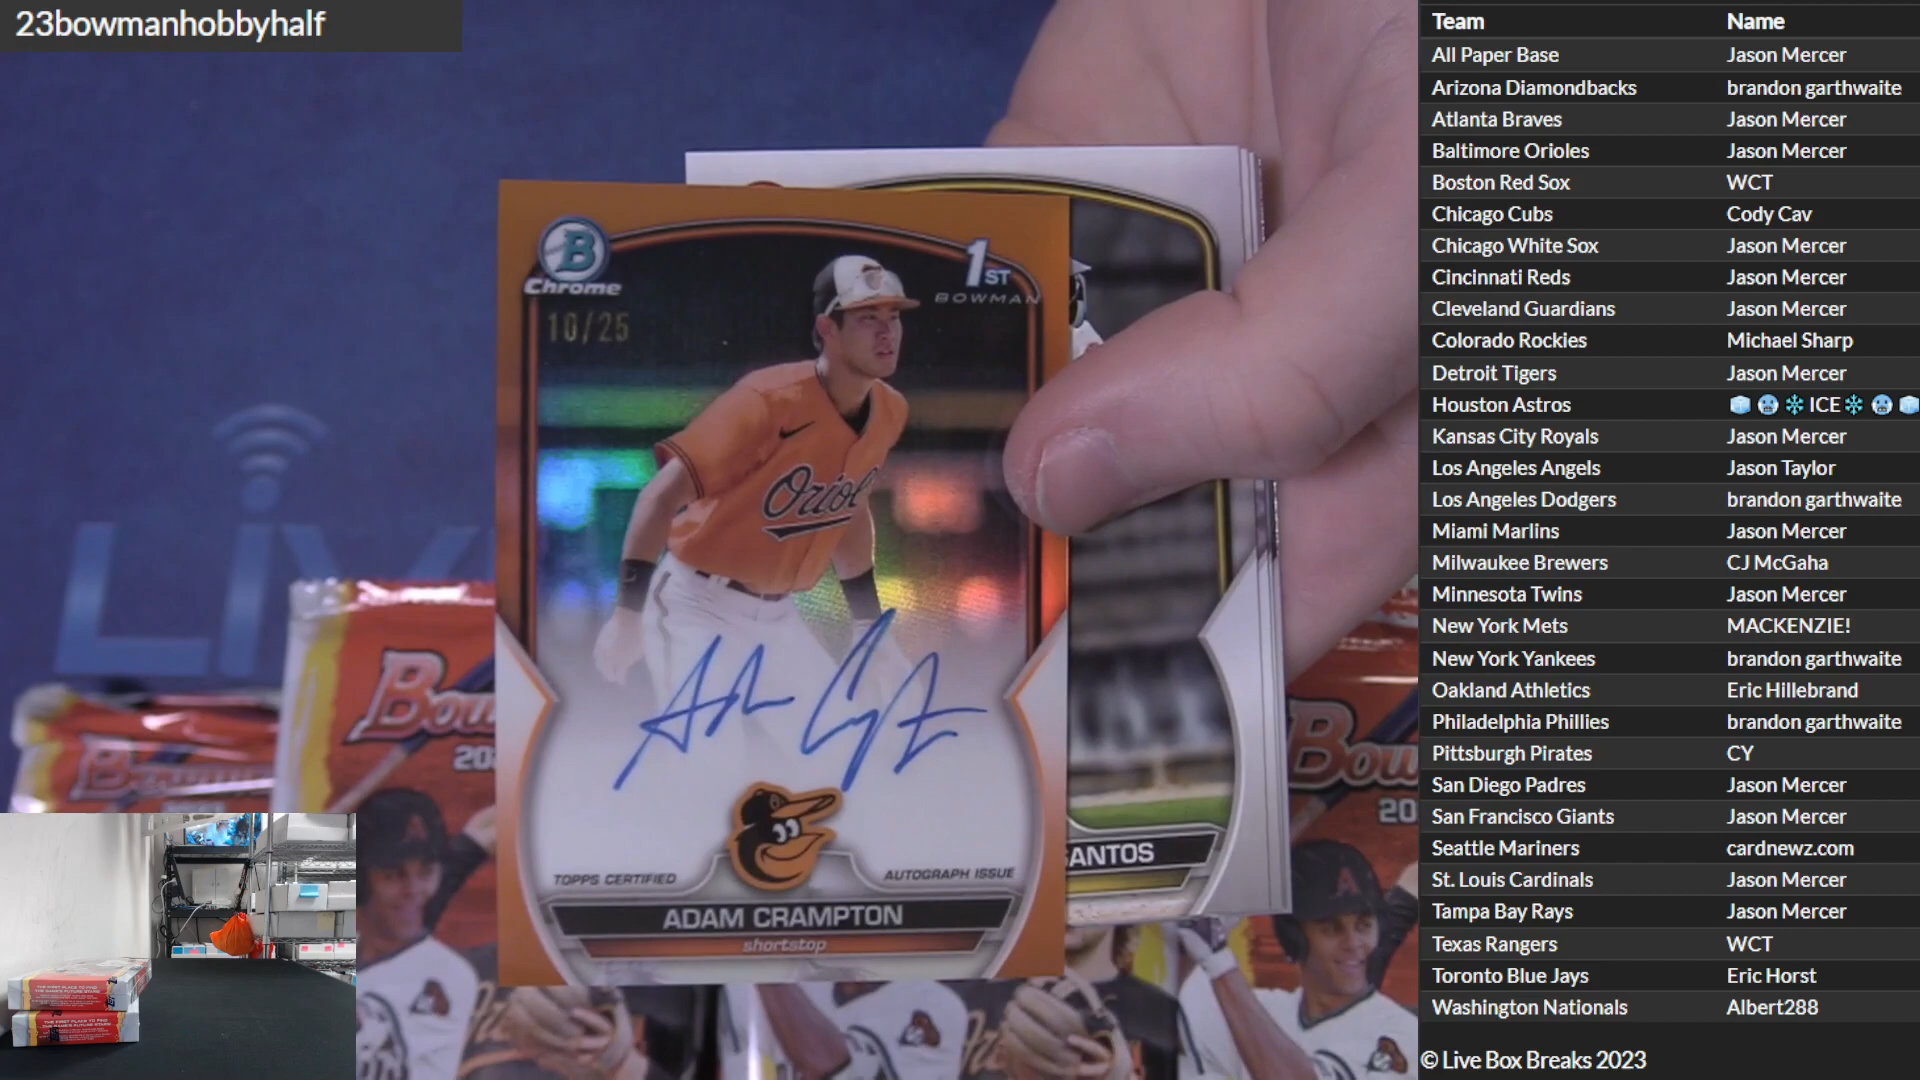 23bowmanhobbyhalf
B
Chrome
1ST
BOWMAN
10/25
Oriol
TOPPS CERTIFIED
AUTOGRAPH ISSUE
ADAM CRAMPTON
shortstop
SANTOS
Team Name
All Paper Base Jason Mercer
Arizona Diamondbacks brandon garthwaite
Atlanta Braves Jason Mercer
Baltimore Orioles Jason Mercer
Boston Red Sox WCT
Chicago Cubs Cody Cav
Chicago White Sox Jason Mercer
Cincinnati Reds Jason Mercer
Cleveland Guardians Jason Mercer
Colorado Rockies Michael Sharp
Detroit Tigers Jason Mercer
Houston Astros 🧊🥶❄️ICE❄️🥶🧊
Kansas City Royals Jason Mercer
Los Angeles Angels Jason Taylor
Los Angeles Dodgers brandon garthwaite
Miami Marlins Jason Mercer
Milwaukee Brewers CJ McGaha
Minnesota Twins Jason Mercer
New York Mets MACKENZIE!
New York Yankees brandon garthwaite
Oakland Athletics Eric Hillebrand
Philadelphia Phillies brandon garthwaite
Pittsburgh Pirates CY
San Diego Padres Jason Mercer
San Francisco Giants Jason Mercer
Seattle Mariners cardnewz.com
St. Louis Cardinals Jason Mercer
Tampa Bay Rays Jason Mercer
Texas Rangers WCT
Toronto Blue Jays Eric Horst
Washington Nationals Albert288
© Live Box Breaks 2023